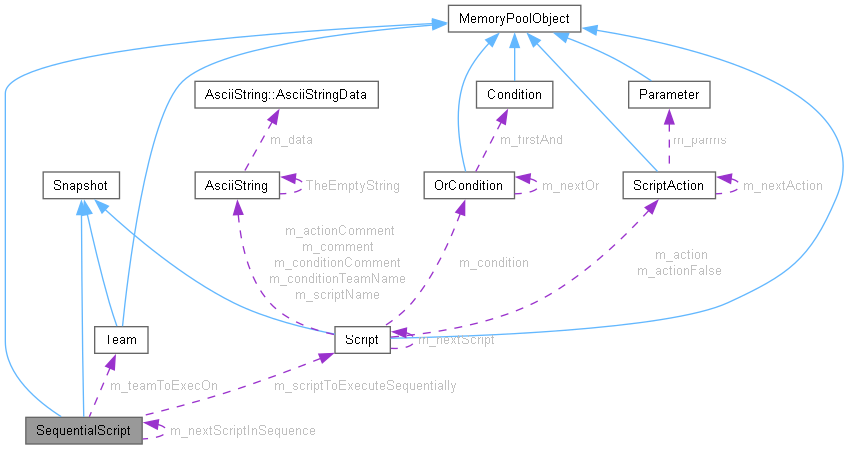 MemoryPoolObject
AsciiString::AsciiStringData
Condition
Parameter
m_data
m_firstAnd
m_parms
Snapshot
AsciiString
TheEmptyString
OrCondition
m_nextOr
ScriptAction
m_nextAction
m_actionComment
m_comment
m_conditionComment
m_conditionTeamName
m_scriptName
m_condition
m_action
m_actionFalse
Team
Script
m_nextScript
m_teamToExecOn
m_scriptToExecuteSequentially
SequentialScript
m_nextScriptInSequence